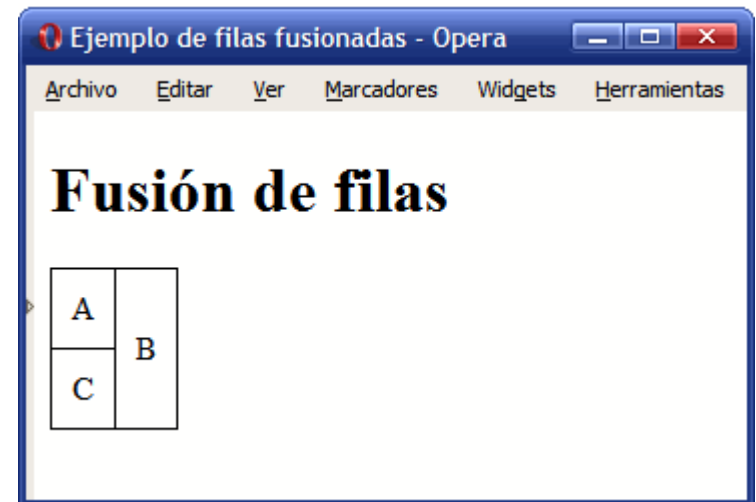 Ejemplo de filas fusionadas - Opera
Archivo Editar Ver Marcadores Widgets Herramientas
Fusión de filas
A
B
C